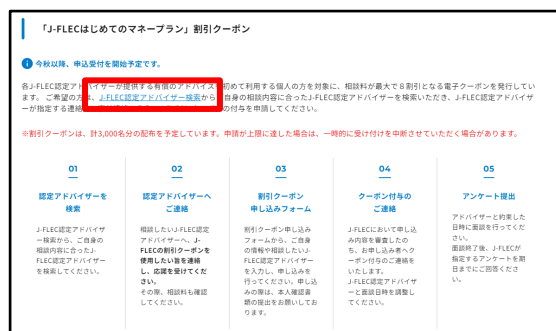 「J-FLECはじめてのマネープラン」割引クーポン
今秋以降、申込受付を開始予定です。
各J-FLEC認定アドバイザーが提供する有償のアドバイスを初めて利用する個人の方を対象に、相談料が最大で８割引となる電子クーポンを発行してい
ます。ご希望の方は、J-FLEC認定アドバイザー検索から 自身の相談内容に合ったJ-FLEC認定アドバイザーを検索いただき、J-FLEC認定アドバイザ
ーが指定する連絡 の付与を申請してください。
※割引クーポンは、計3,000名分の配布を予定しています。申請が上限に達した場合は、一時的に受け付けを中断させていただく場合があります。
01
認定アドバイザーを
検索
J-FLEC認定アドバイザ
ー検索から、ご自身の
相談内容に合ったJ-
FLEC認定アドバイザー
を検索してください。
02
認定アドバイザーへ
ご連絡
相談したいJ-FLEC認定
アドバイザーへ、J-
FLECの割引クーポンを
使用したい旨を連絡
し、応諾を受けてくだ
さい。
その際、相談料も確認
してください。
03
割引クーポン
申し込みフォーム
割引クーポン申し込み
フォームから、ご自身
の情報や相談したいJ-
FLEC認定アドバイザー
を入力し、申し込みを
行ってください。申し込
みの際は、本人確認書
類の提出をお願いしてお
ります。
04
クーポン付与の
ご連絡
J-FLECにおいて申し込
み内容を審査したの
ち、お申し込み者へク
ーポン付与のご連絡を
いたします。
J-FLEC認定アドバイザ
ーと面談日時を調整し
てください。
05
アンケート提出
アドバイザーと約束した
日時に面談を行ってくだ
さい。
面談終了後、J-FLECが
指定するアンケートを期
日までにご回答くださ
い。